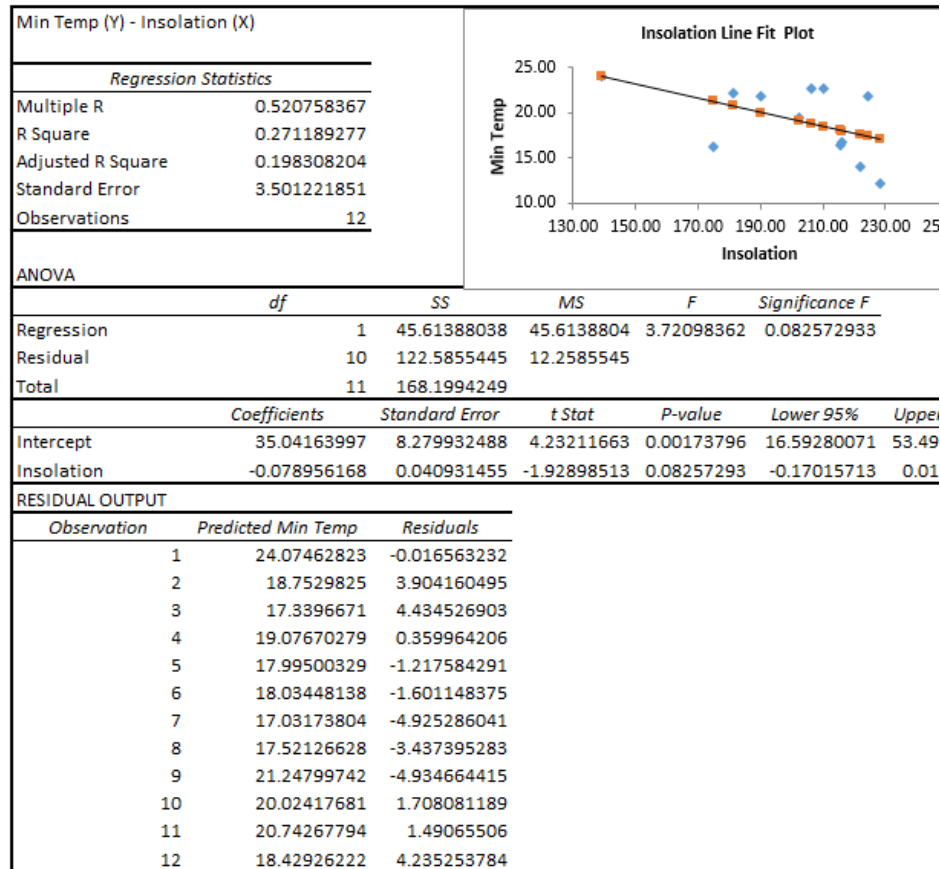 Min Temp (Y) - Insolation (X)
Regression Statistics
Multiple R 0.520758367
R Square 0.271189277
Adjusted R Square 0.198308204
Standard Error 3.501221851
Observations 12
Insolation Line Fit Plot
25.00
20.00
15.00
10.00
Min Temp
130.00 150.00 170.00 190.00 210.00 230.00 25
Insolation
ANOVA
df SS MS F Significance F
Regression 1 45.61388038 45.6138804 3.72098362 0.082572933
Residual 10 122.5855445 12.2585545
Total 11 168.1994249
Coefficients Standard Error t Stat P-value Lower 95% Upper
Intercept 35.04163997 8.279932488 4.23211663 0.00173796 16.59280071 53.49
Insolation -0.078956168 0.040931455 -1.92898513 0.08257293 -0.17015713 0.01
RESIDUAL OUTPUT
Observation Predicted Min Temp Residuals
1 24.07462823 -0.016563232
2 18.7529825 3.904160495
3 17.3396671 4.434526903
4 19.07670279 0.359964206
5 17.99500329 -1.217584291
6 18.03448138 -1.601148375
7 17.03173804 -4.925286041
8 17.52126628 -3.437395283
9 21.24799742 -4.934664415
10 20.02417681 1.708081189
11 20.74267794 1.49065506
12 18.42926222 4.235253784